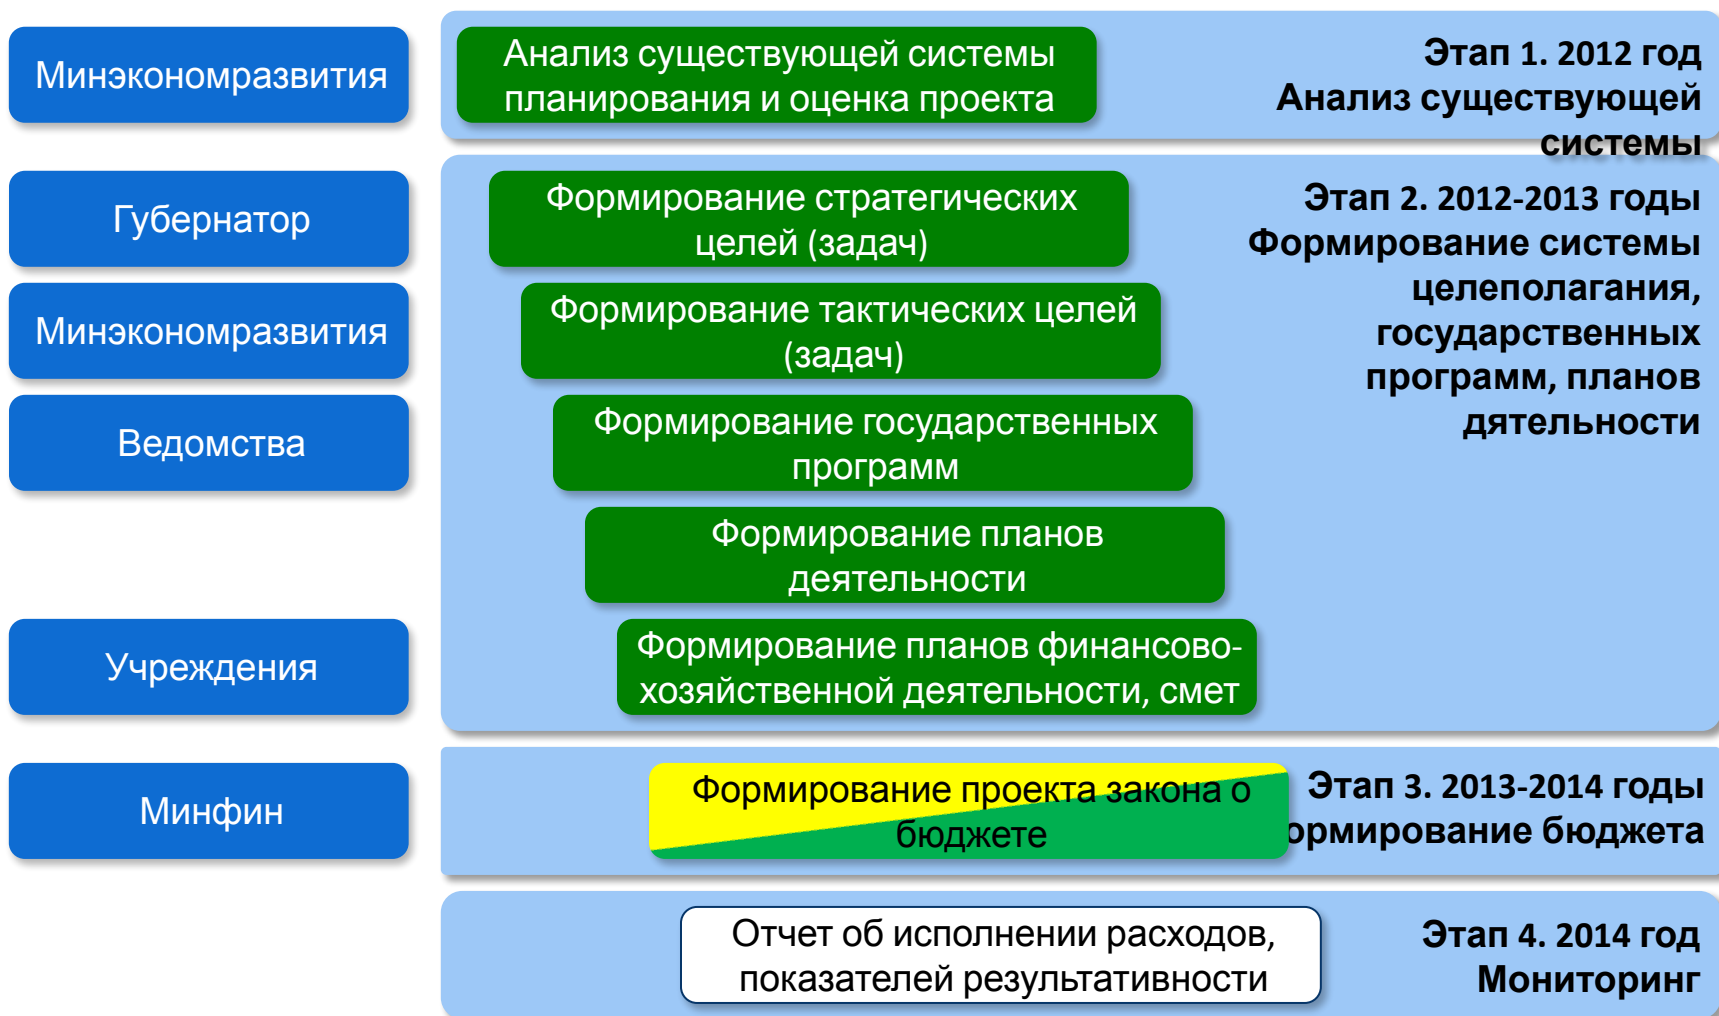 Минэкономразвития
Анализ существующей системы
планирования и оценка проекта
Этап 1. 2012 год
Анализ существующей
системы
Губернатор
Формирование стратегических
целей (задач)
Этап 2. 2012-2013 годы
Формирование системы
целеполагания,
государственных
программ, планов
дятельности
Минэкономразвития
Формирование тактических целей
(задач)
Ведомства
Формирование государственных
программ
Формирование планов
деятельности
Учреждения
Формирование планов финансово-
хозяйственной деятельности, смет
Минфин
Формирование проекта закона о
бюджете
Этап 3. 2013-2014 годы
ормирование бюджета
Отчет об исполнении расходов,
показателей результативности
Этап 4. 2014 год
Мониторинг